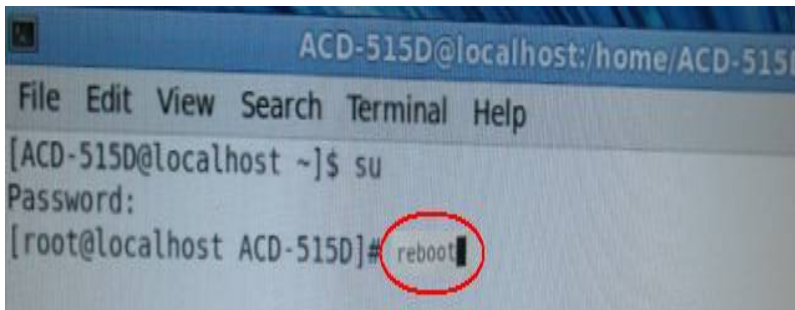 ACD-515D@localhost:/home/ACD-515
File Edit View Search Terminal Help
[ACD-515D@localhost ~]$ su
Password:
[root@localhost ACD-515D]# reboot